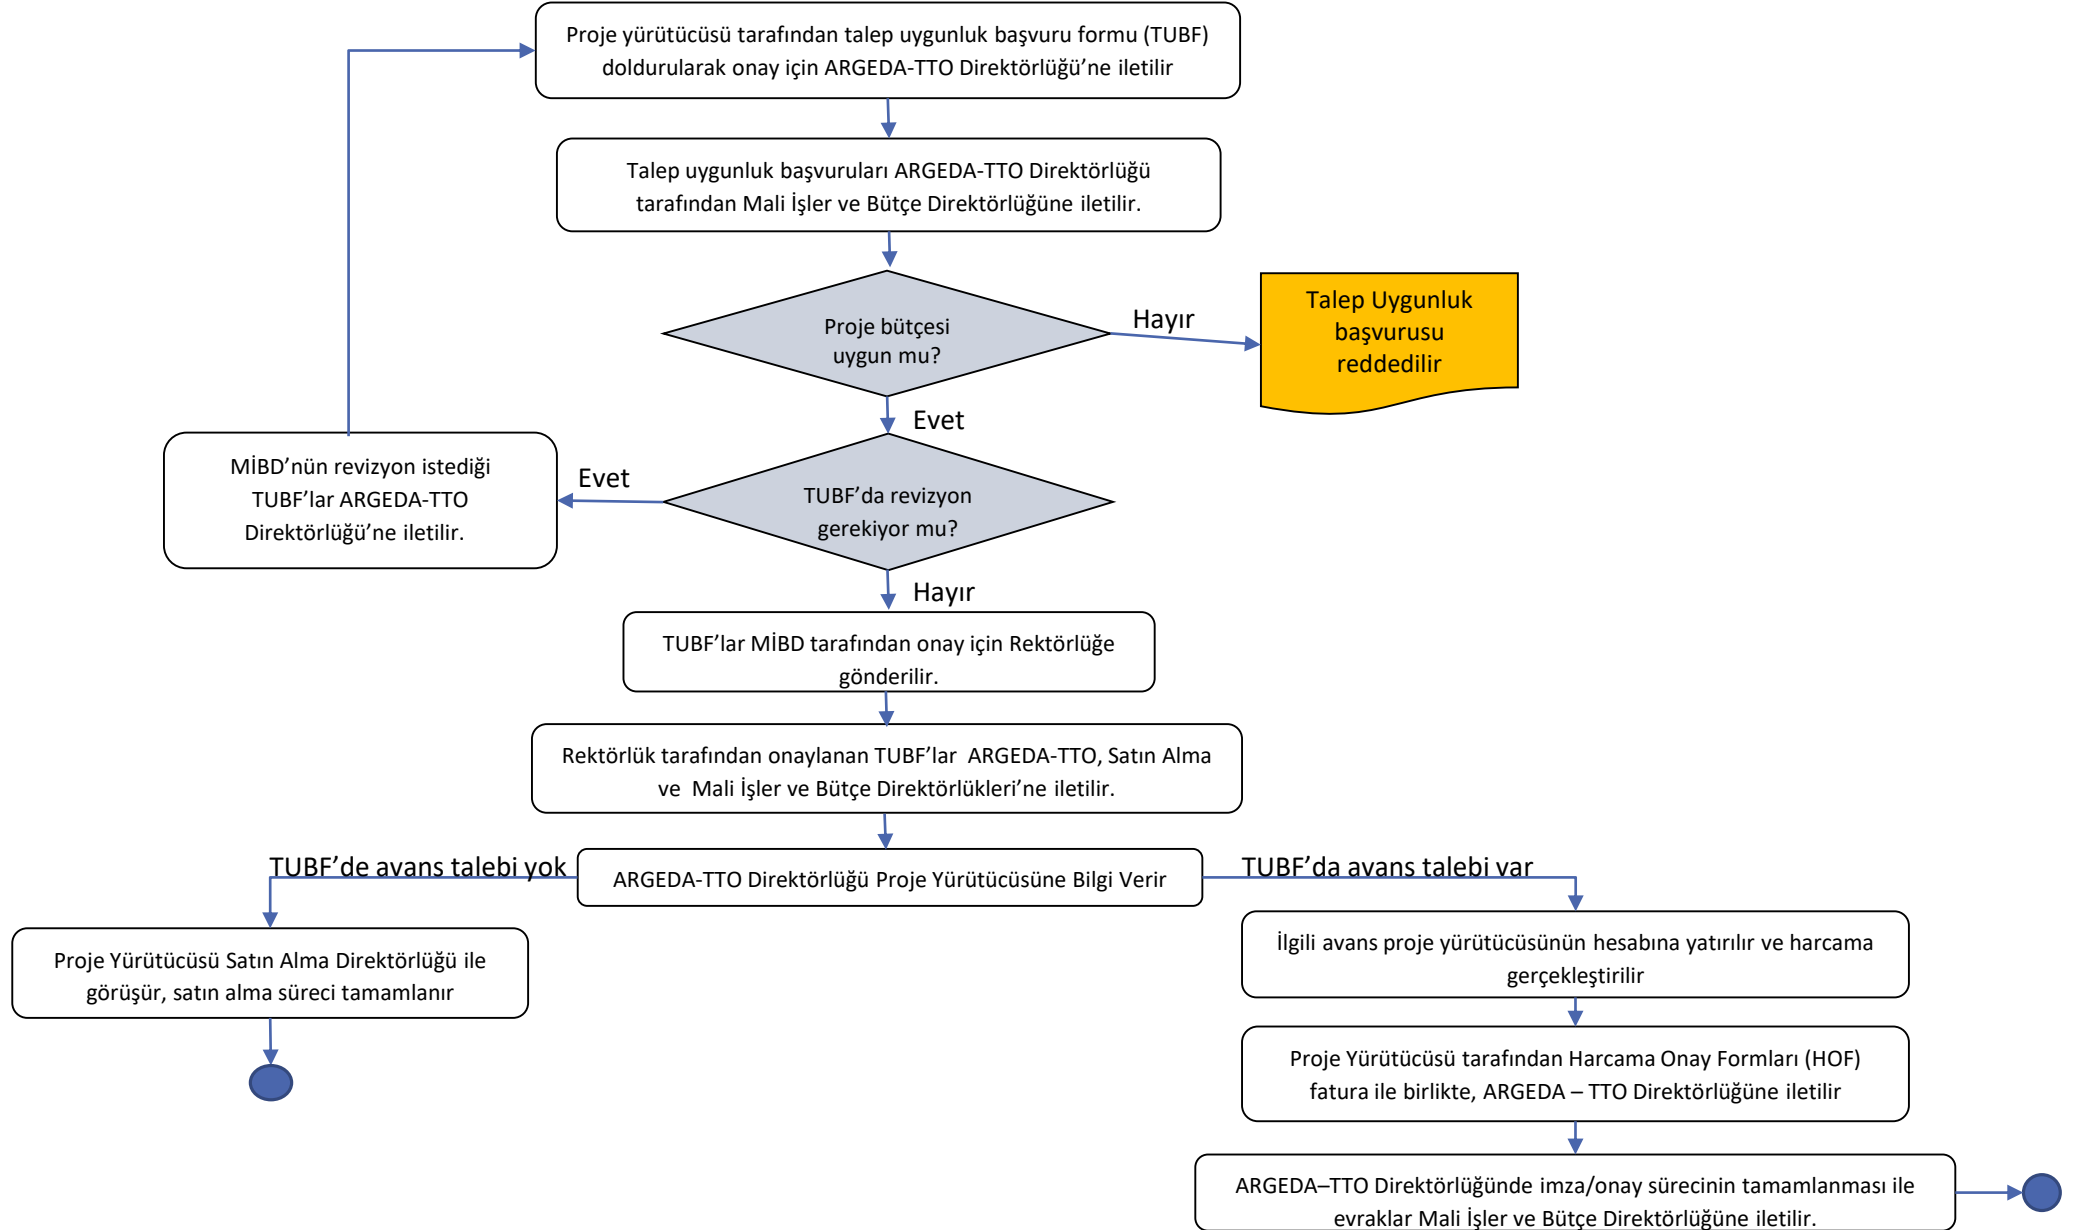 Proje yürütücüsü tarafından talep uygunluk başvuru formu (TUBF)
doldurularak onay için ARGEDA-TTO Direktörlüğü’ne iletilir
Talep uygunluk başvuruları ARGEDA-TTO Direktörlüğü
tarafından Mali İşler ve Bütçe Direktörlüğüne iletilir.
Proje bütçesi
uygun mu?
Hayır
Talep Uygunluk
başvurusu
reddedilir
Evet
TUBF’da revizyon
gerekiyor mu?
Evet
MİBD’nün revizyon istediği
TUBF’lar ARGEDA-TTO
Direktörlüğü’ne iletilir.
Hayır
TUBF’lar MİBD tarafından onay için Rektörlüğe
gönderilir.
Rektörlük tarafından onaylanan TUBF’lar  ARGEDA-TTO, Satın Alma
ve  Mali İşler ve Bütçe Direktörlükleri’ne iletilir.
TUBF’de avans talebi yok
ARGEDA-TTO Direktörlüğü Proje Yürütücüsüne Bilgi Verir
TUBF’da avans talebi var
Proje Yürütücüsü Satın Alma Direktörlüğü ile
görüşür, satın alma süreci tamamlanır
İlgili avans proje yürütücüsünün hesabına yatırılır ve harcama
gerçekleştirilir
Proje Yürütücüsü tarafından Harcama Onay Formları (HOF)
fatura ile birlikte, ARGEDA – TTO Direktörlüğüne iletilir
ARGEDA–TTO Direktörlüğünde imza/onay sürecinin tamamlanması ile
evraklar Mali İşler ve Bütçe Direktörlüğüne iletilir.